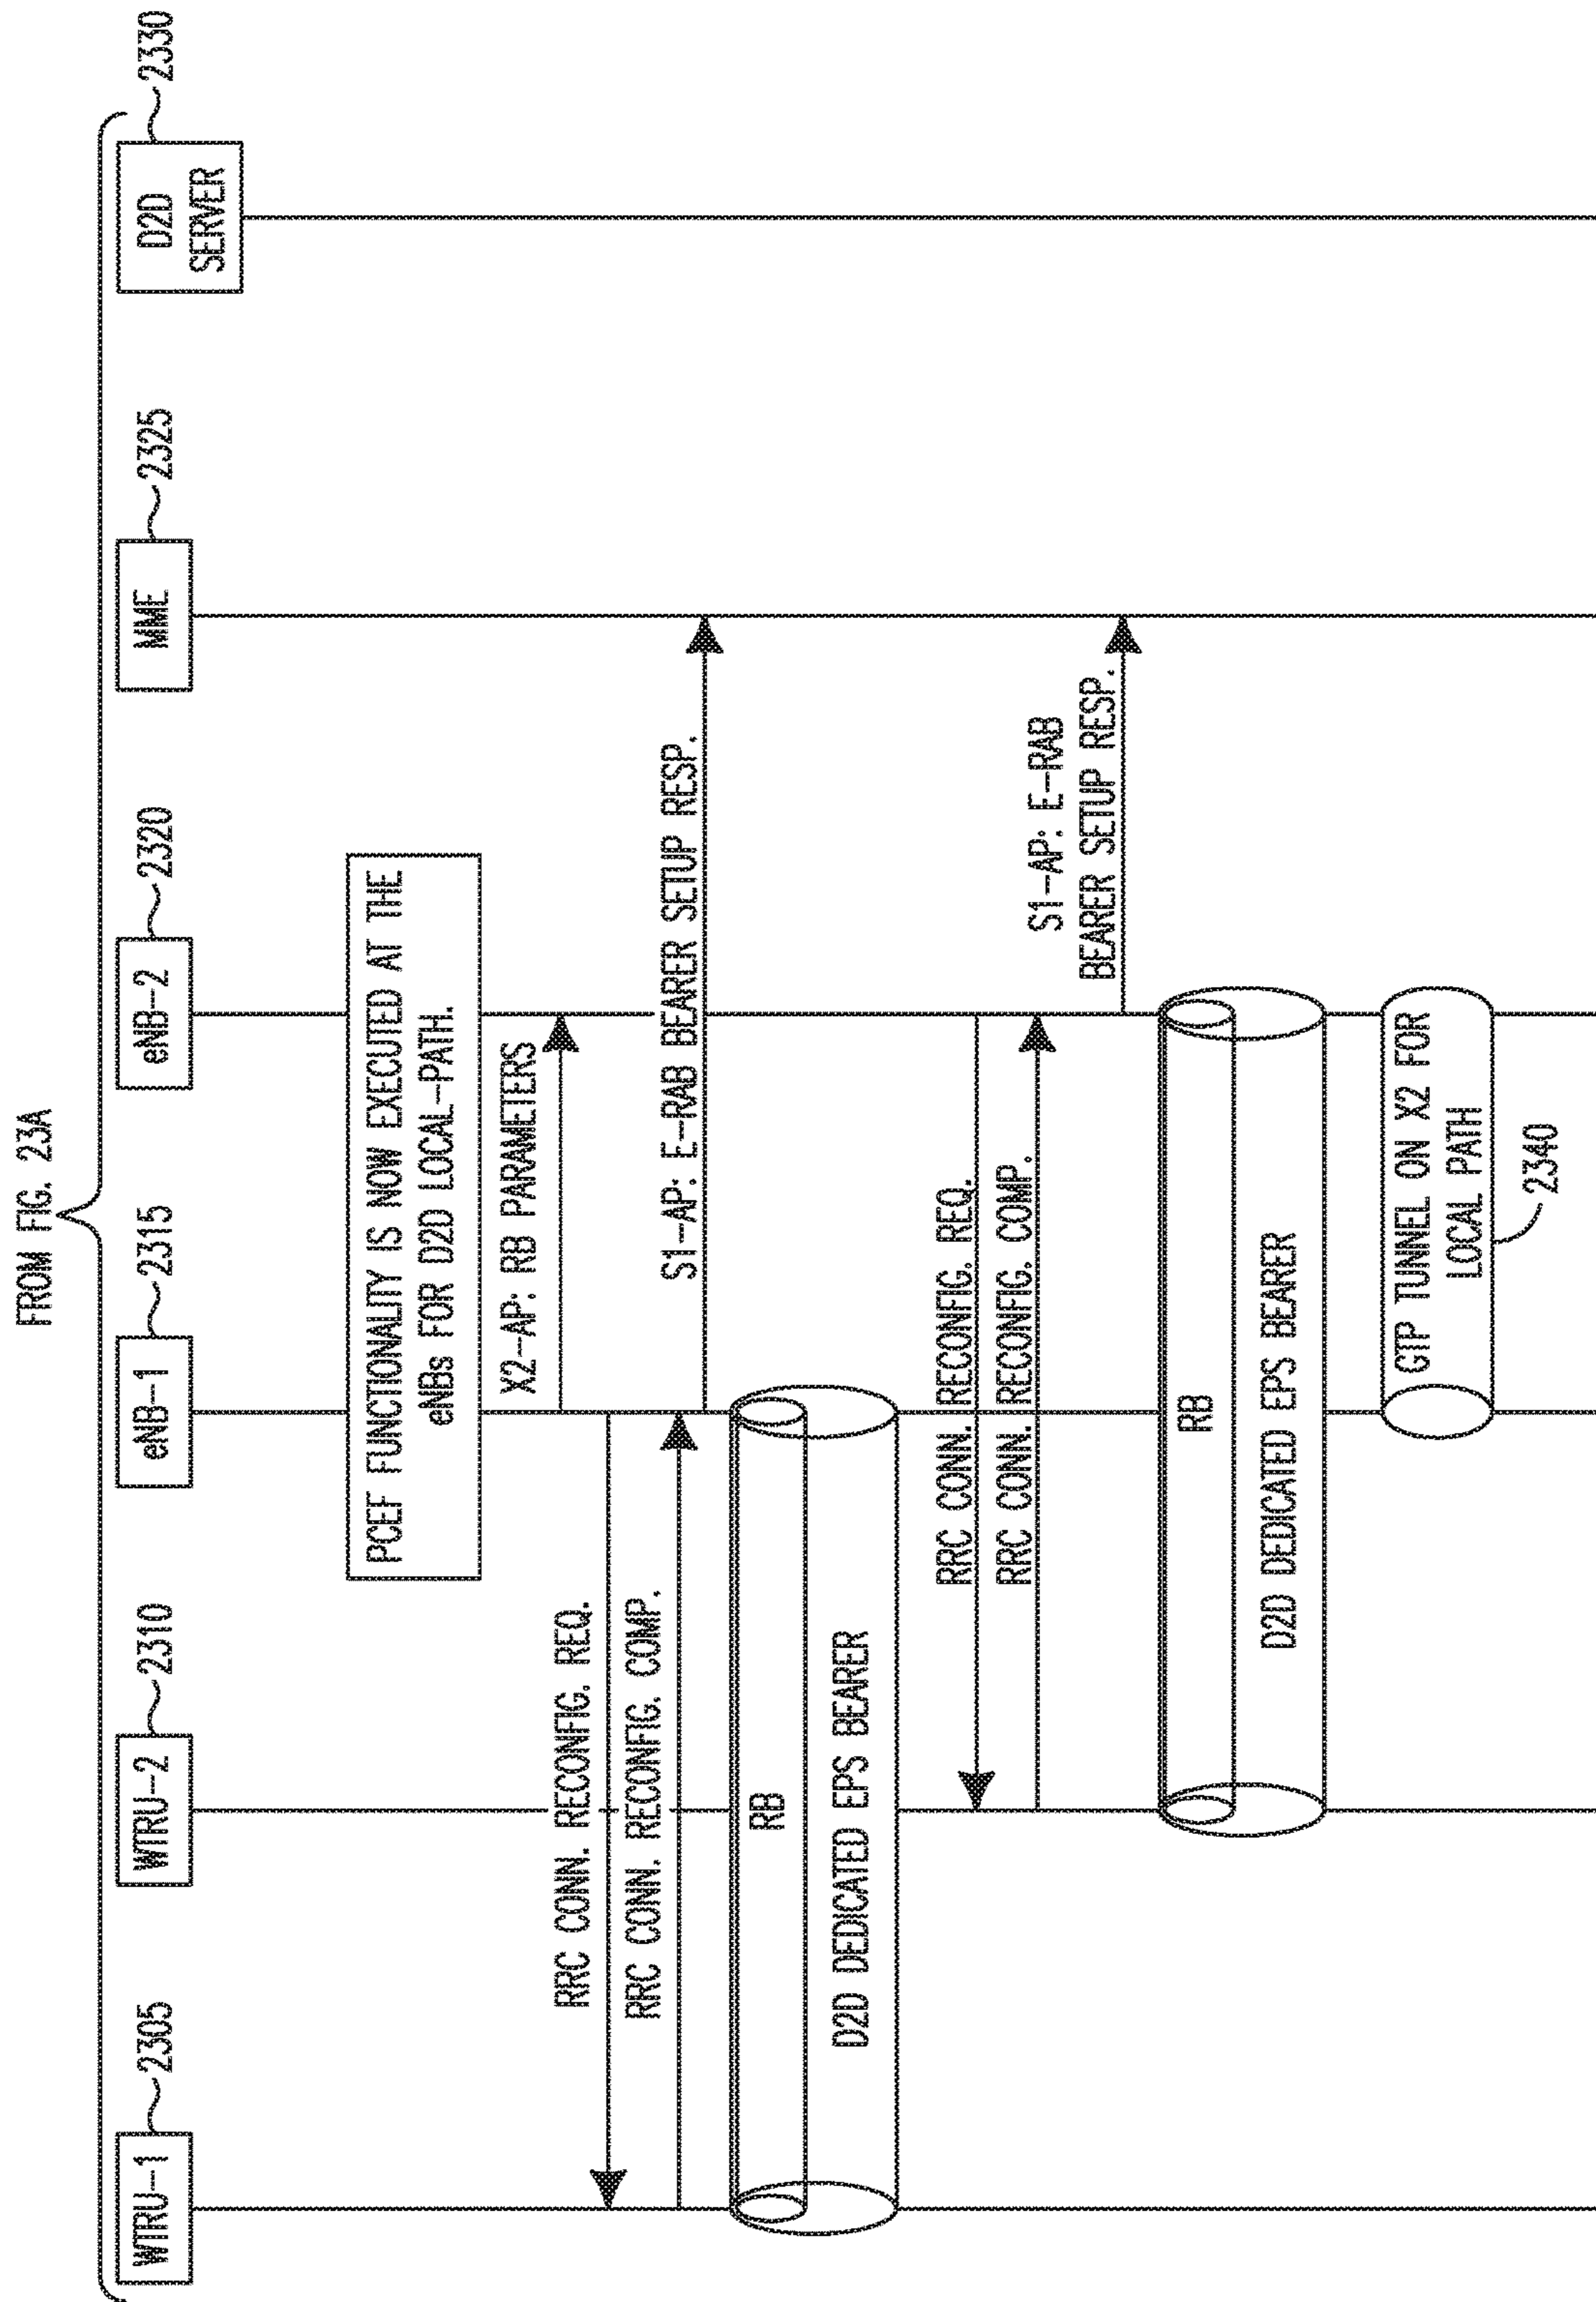 FROM FIG. 23A
WTRU-1
2305
WTRU-2
2310
eNB-1
2315
eNB-2
2320
MME
2325
D2D
SERVER
2330
PCEF FUNCTIONALITY IS NOW EXECUTED AT THE
eNBs FOR D2D LOCAL-PATH.
X2-AP: RB PARAMETERS
RRC CONN. RECONFIG. REQ.
RRC CONN. RECONFIG. COMP.
S1-AP: E-RAB BEARER SETUP RESP.
RB
D2D DEDICATED EPS BEARER
RRC CONN. RECONFIG. REQ.
RRC CONN. RECONFIG. COMP.
S1-AP: E-RAB
BEARER SETUP RESP.
RB
D2D DEDICATED EPS BEARER
GTP TUNNEL ON X2 FOR
LOCAL PATH
2340